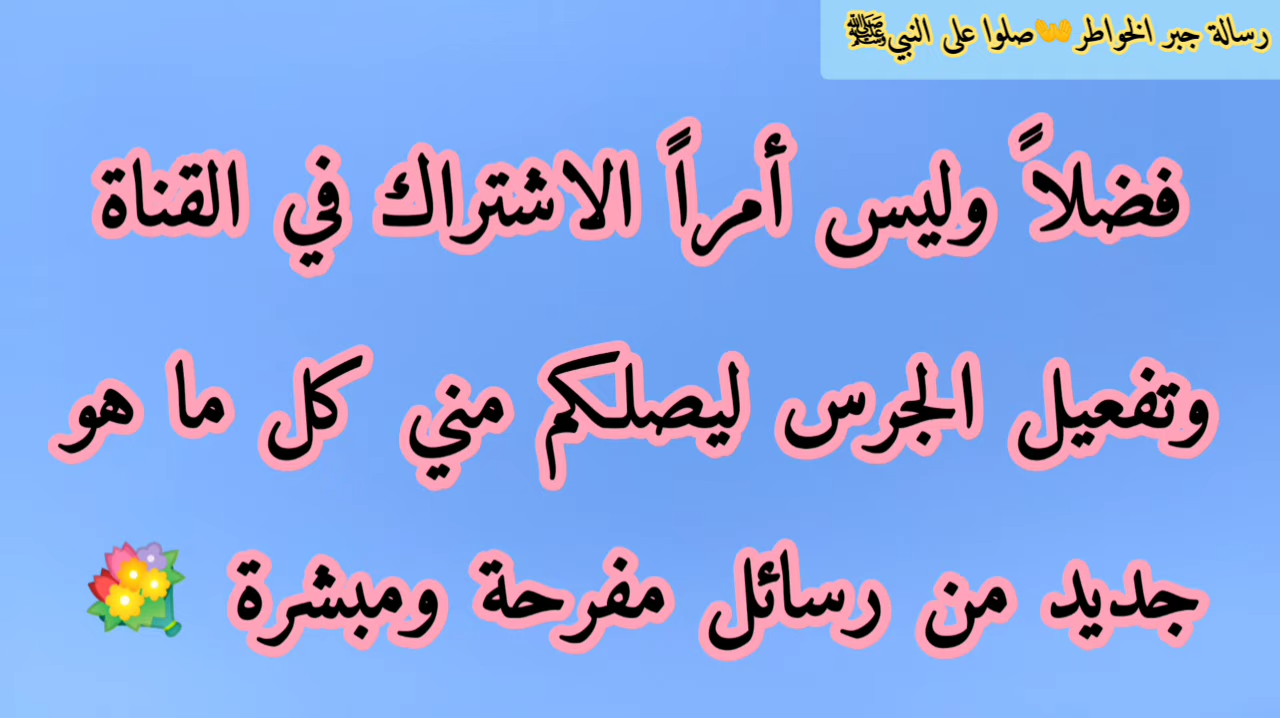 رسالة جبر الخواطر👐صلوا على النبيﷺ
فضلاً وليس أمراً الاشتراك في القناة
وتفعيل الجرس ليصلكم مني كل ما هو
جديد من رسائل مفرحة ومبشرة 💐